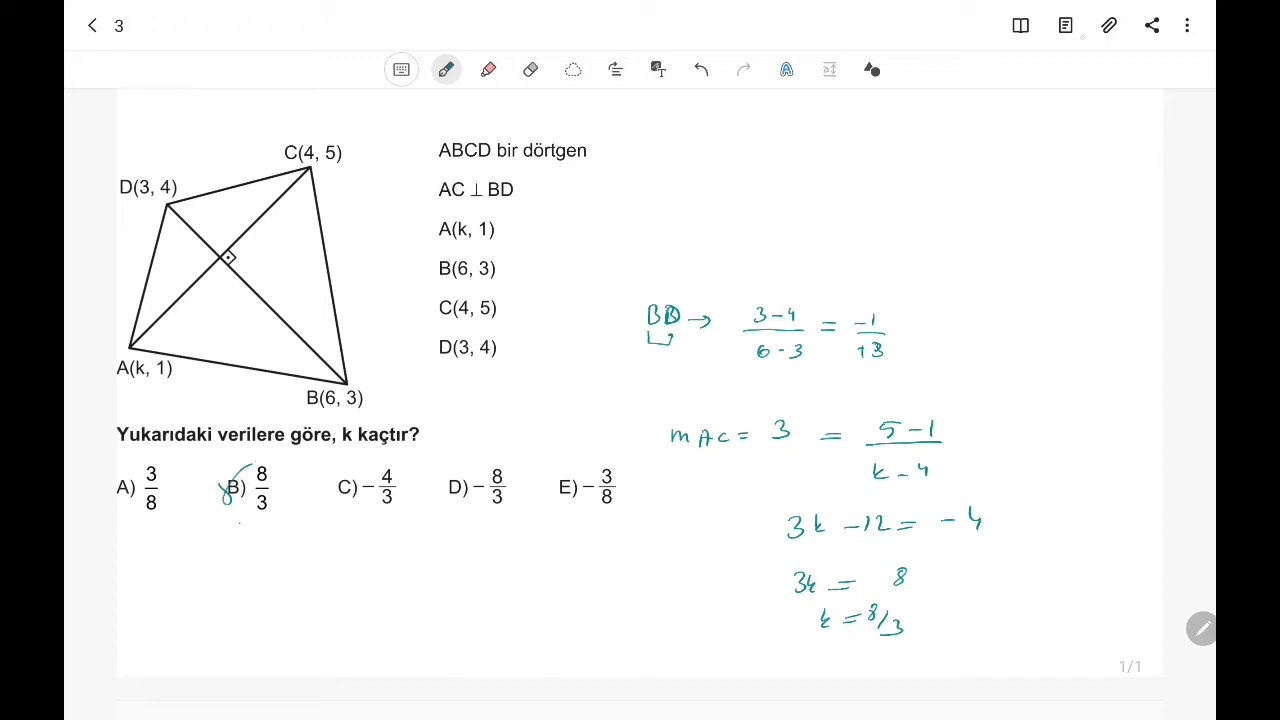 3
C(4, 5)
D(3, 4)
A(k, 1)
B(6, 3)
ABCD bir dörtgen
AC ⊥ BD
A(k, 1)
B(6, 3)
C(4, 5)
D(3, 4)
BD → 3-4 / 6-3 = -1 / +3
Yukarıdaki verilere göre, k kaçtır?
A) 3/8 B) 8/3 C) -4/3 D) -8/3 E) -3/8
m AC = 3 = 5-1 / k-4
3k -12 = -4
3k = 8
k = 8/3
1/1